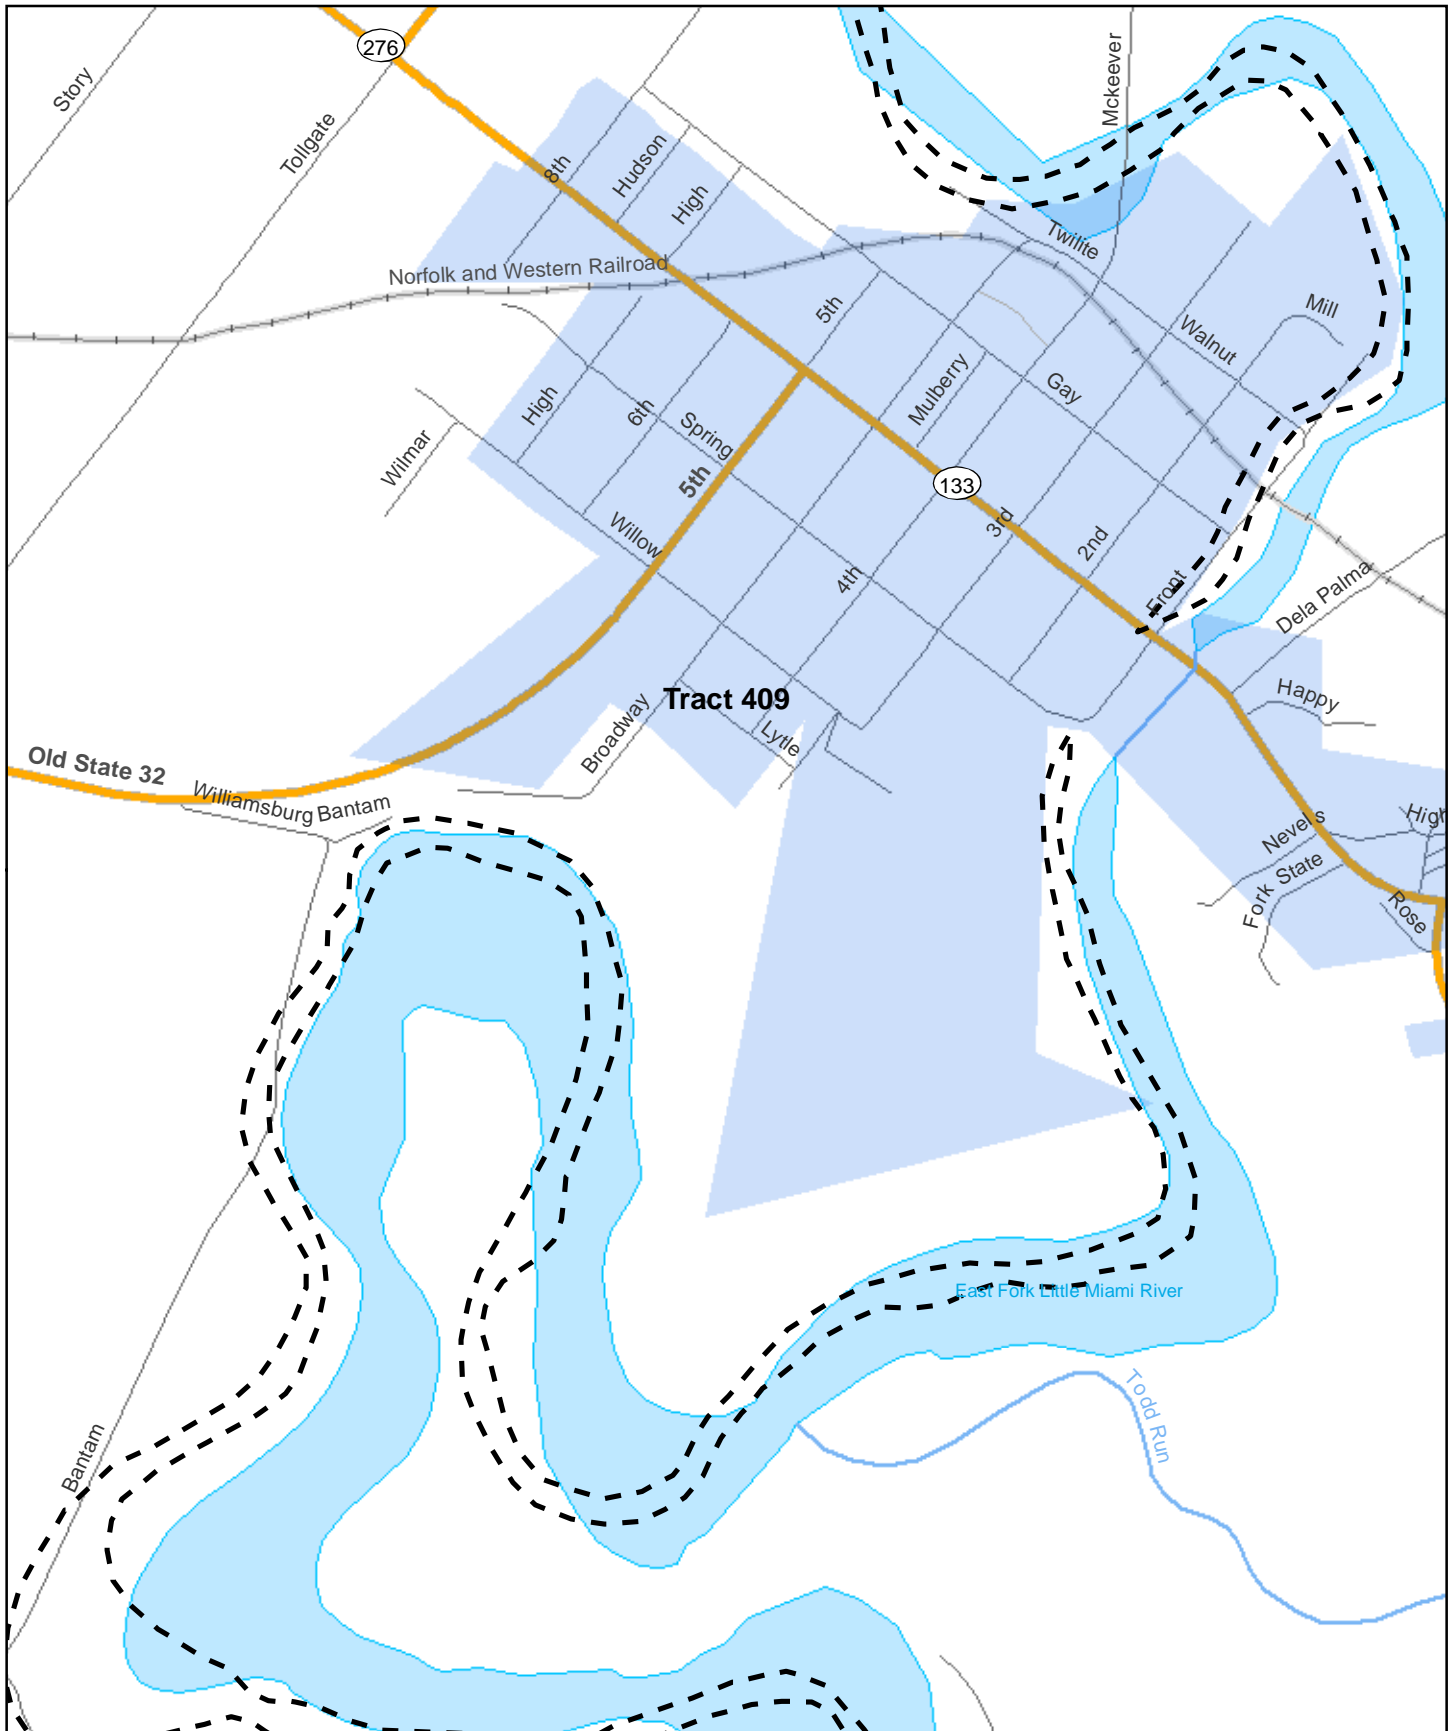 276
Story
Tollgate
Mckeever
8th
Hudson
High
Twilite
Norfolk and Western Railroad
5th
Mill
Walnut
Mulberry
Gay
High
6th
Spring
Wilmar
5th
133
Willow
3rd
2nd
4th
Front
Dela Palma
Tract 409
Happy
Broadway
Lytle
Old State 32
Williamsburg Bantam
Nevels
High
Fork State
Rose
East Fork Little Miami River
Todd Run
Bantam